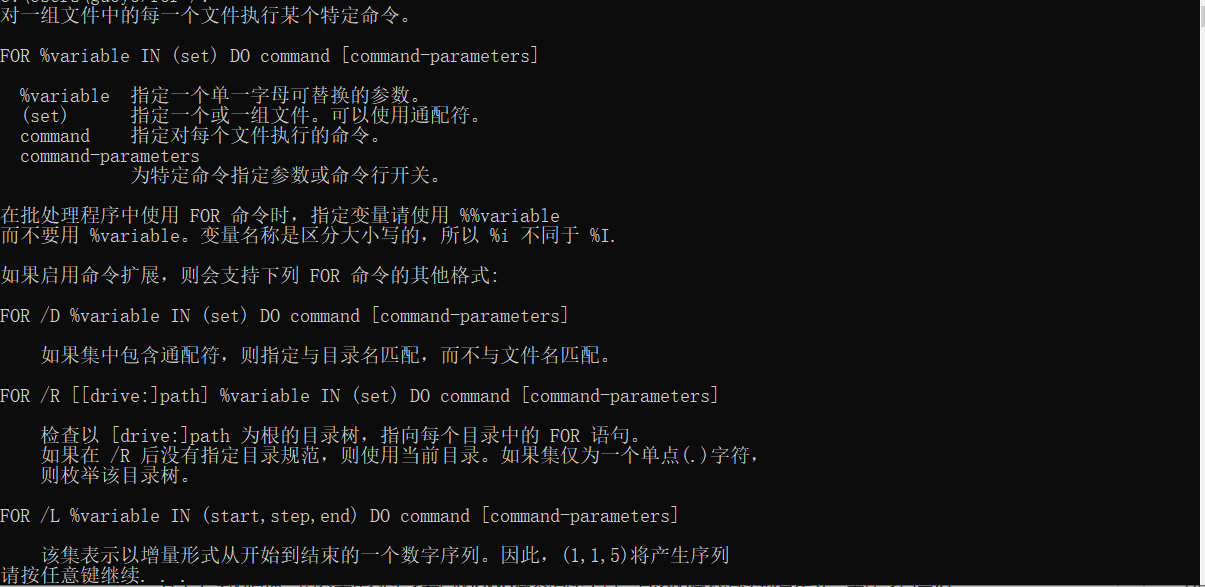 对一组文件中的每一个文件执行某个特定命令。
FOR %variable IN (set) DO command [command-parameters]
%variable 指定一个单一字母可替换的参数。
(set) 指定一个或一组文件。可以使用通配符。
command 指定对每个文件执行的命令。
command-parameters
为特定命令指定参数或命令行开关。
在批处理程序中使用 FOR 命令时，指定变量请使用 %%variable
而不要用 %variable。变量名称是区分大小写的，所以 %i 不同于 %I.
如果启用命令扩展，则会支持下列 FOR 命令的其他格式:
FOR /D %variable IN (set) DO command [command-parameters]
如果集中包含通配符，则指定与目录名匹配，而不与文件名匹配。
FOR /R [[drive:]path] %variable IN (set) DO command [command-parameters]
检查以 [drive:]path 为根的目录树，指向每个目录中的 FOR 语句。
如果在 /R 后没有指定目录规范，则使用当前目录。如果集仅为一个单点(.)字符，
则枚举该目录树。
FOR /L %variable IN (start,step,end) DO command [command-parameters]
该集表示以增量形式从开始到结束的一个数字序列。因此，(1,1,5)将产生序列
请按任意键继续. . .